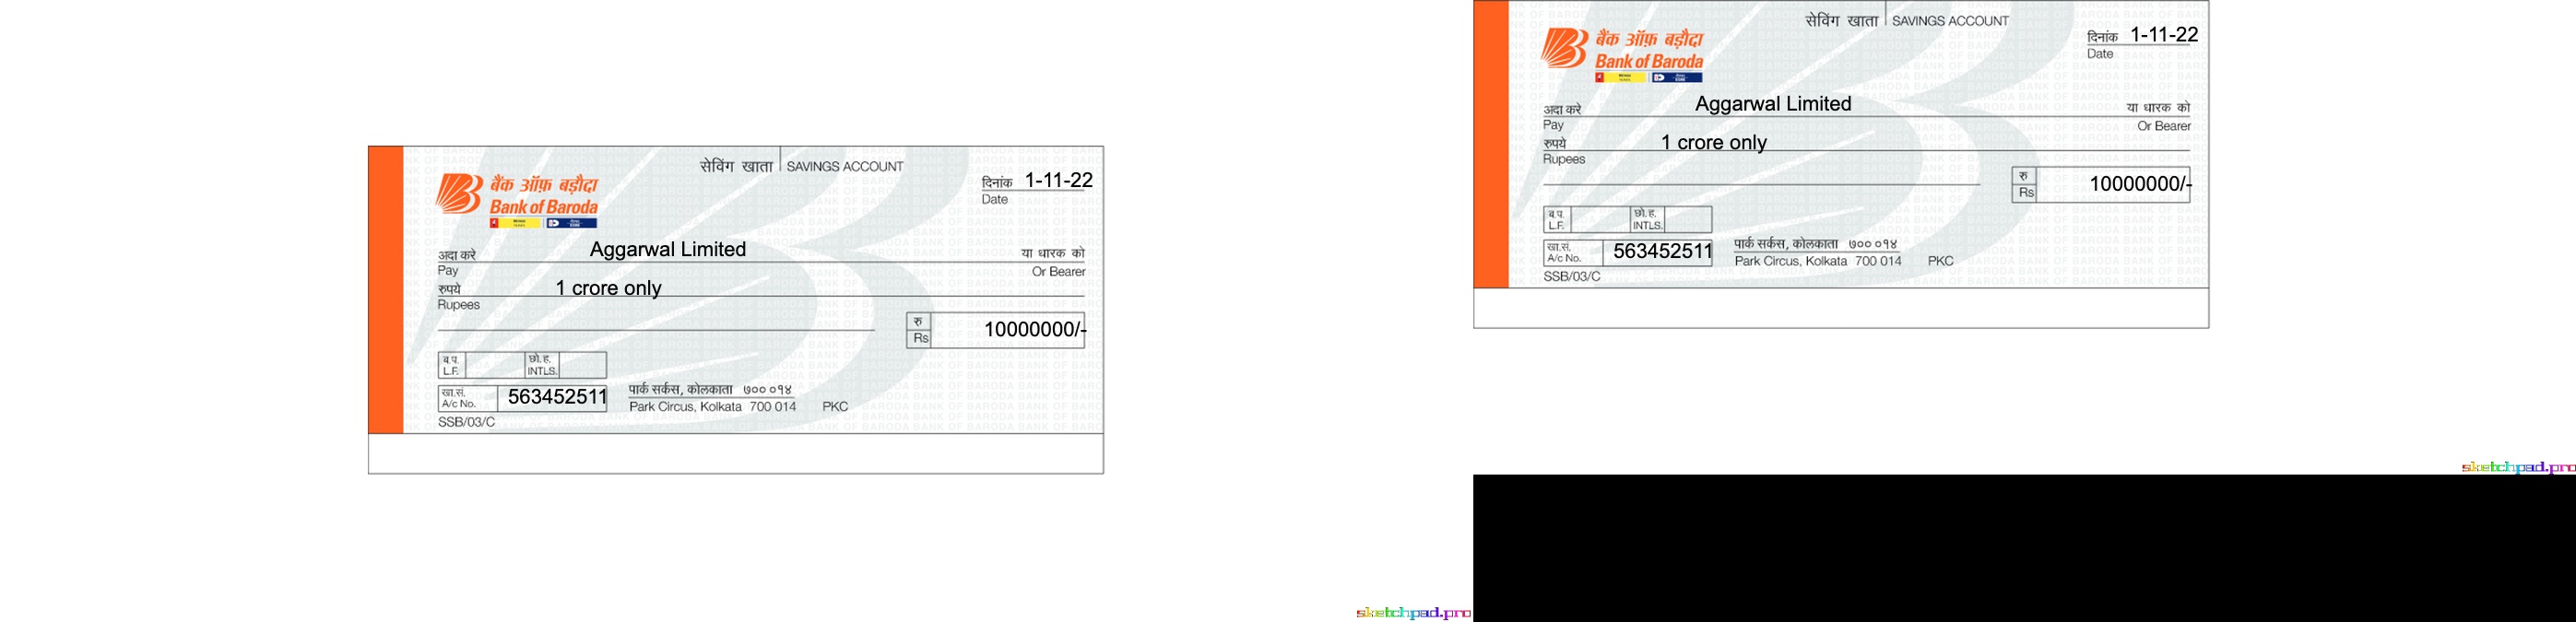 सेविंग खाता SAVINGS ACCOUNT
बैंक ऑफ़ बड़ौदा
Bank of Baroda
दिनांक 1-11-22
Date
अदा करे Aggarwal Limited या धारक को
Pay Or Bearer
रुपये 1 crore only
Rupees
रु
Rs 10000000/-
ब.प. छो.ह.
L.F. INTLS.
खा.सं. 563452511 पार्क सर्कस, कोलकाता ७०० ०१४
A/c No. Park Circus, Kolkata 700 014 PKC
SSB/03/C
sketchpad.pro
सेविंग खाता SAVINGS ACCOUNT
बैंक ऑफ़ बड़ौदा
Bank of Baroda
दिनांक 1-11-22
Date
अदा करे Aggarwal Limited या धारक को
Pay Or Bearer
रुपये 1 crore only
Rupees
रु
Rs 10000000/-
ब.प. छो.ह.
L.F. INTLS.
खा.सं. 563452511 पार्क सर्कस, कोलकाता ७०० ०१४
A/c No. Park Circus, Kolkata 700 014 PKC
SSB/03/C
sketchpad.pro